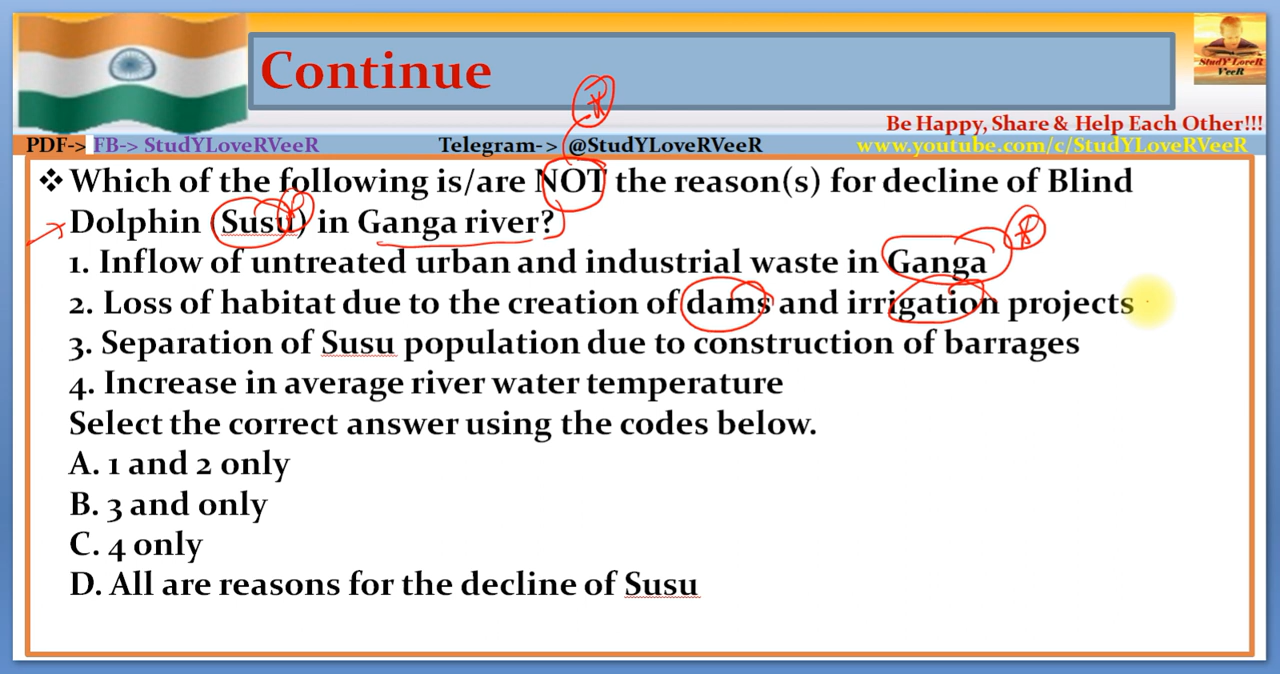 Continue
StudY LoveR
VeeR
Be Happy, Share & Help Each Other!!!
PDF-> FB-> StudYLoveRVeeR Telegram-> @StudYLoveRVeeR www.youtube.com/c/StudYLoveRVeeR
❖ Which of the following is/are NOT the reason(s) for decline of Blind
Dolphin (Susu) in Ganga river?
1. Inflow of untreated urban and industrial waste in Ganga
2. Loss of habitat due to the creation of dams and irrigation projects
3. Separation of Susu population due to construction of barrages
4. Increase in average river water temperature
Select the correct answer using the codes below.
A. 1 and 2 only
B. 3 and only
C. 4 only
D. All are reasons for the decline of Susu